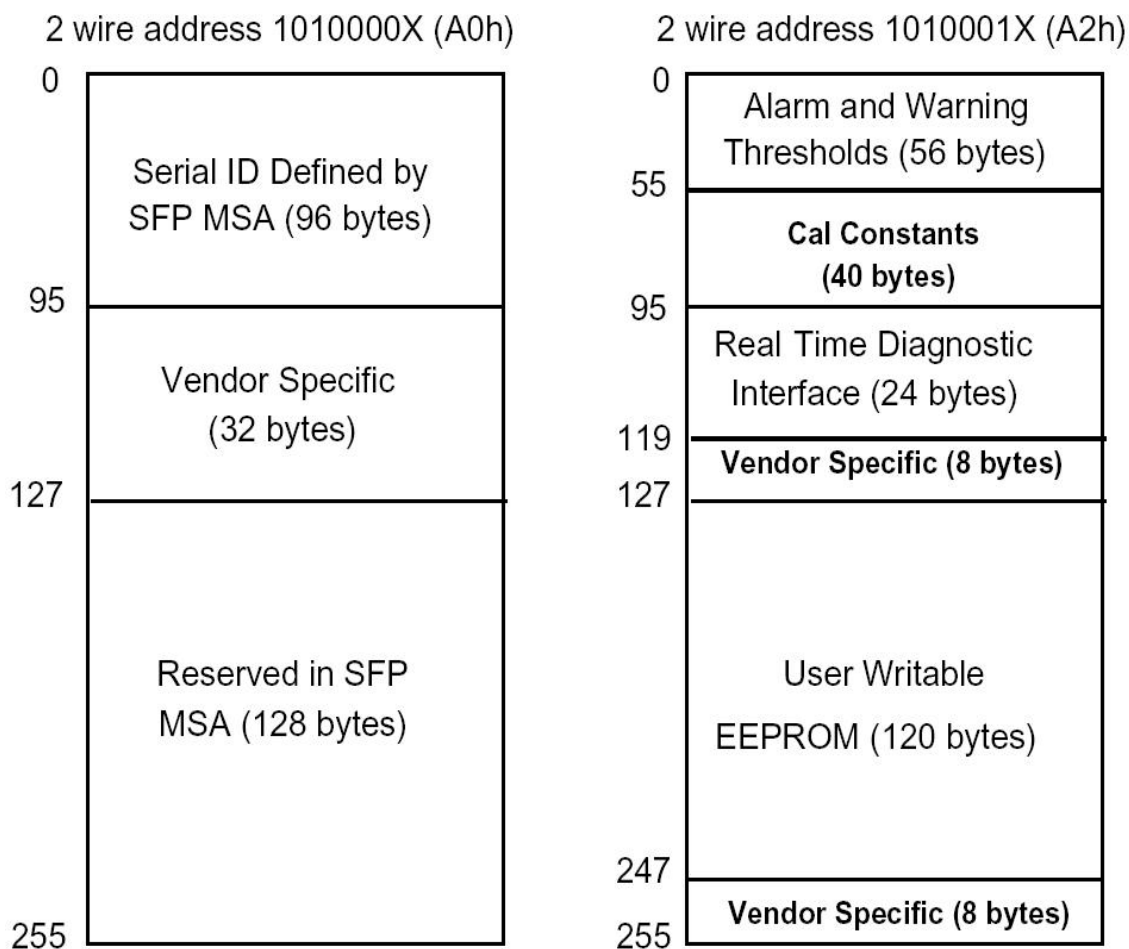 2 wire address 1010000X (A0h)
0
Serial ID Defined by
SFP MSA (96 bytes)
95
Vendor Specific
(32 bytes)
127
Reserved in SFP
MSA (128 bytes)
255
2 wire address 1010001X (A2h)
0
Alarm and Warning
Thresholds (56 bytes)
55
Cal Constants
(40 bytes)
95
Real Time Diagnostic
Interface (24 bytes)
119
Vendor Specific (8 bytes)
127
User Writable
EEPROM (120 bytes)
247
Vendor Specific (8 bytes)
255